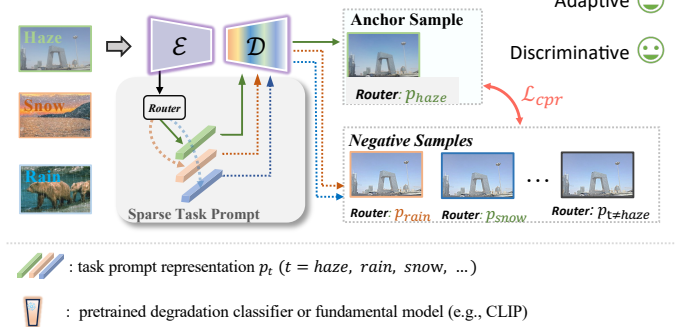 Adaptive
Haze
ℰ
𝒟
Anchor Sample
Discriminative
Router: p_haze
ℒ_cpr
Snow
Router
Negative Samples
Rain
...
Sparse Task Prompt
Router: p_rain
Router: p_snow
Router: p_t≠haze
: task prompt representation p_t (t = haze, rain, snow, ...)
: pretrained degradation classifier or fundamental model (e.g., CLIP)